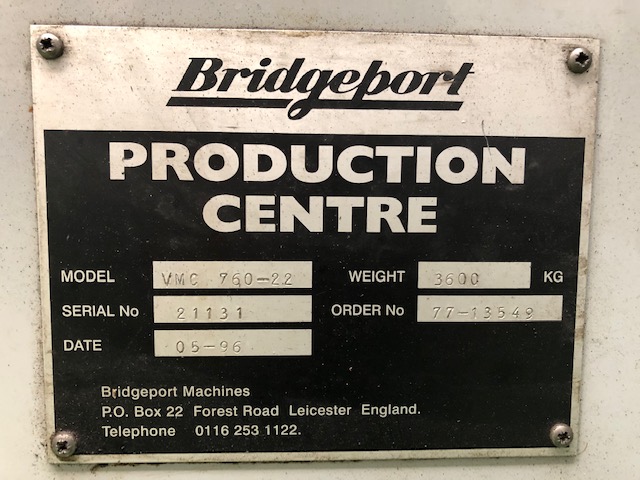 Bridgeport
PRODUCTION
CENTRE
MODEL VMC 760-22 WEIGHT 3600 KG
SERIAL No 21131 ORDER No 77-13549
DATE 05-96
Bridgeport Machines
P.O. Box 22 Forest Road Leicester England.
Telephone 0116 253 1122.